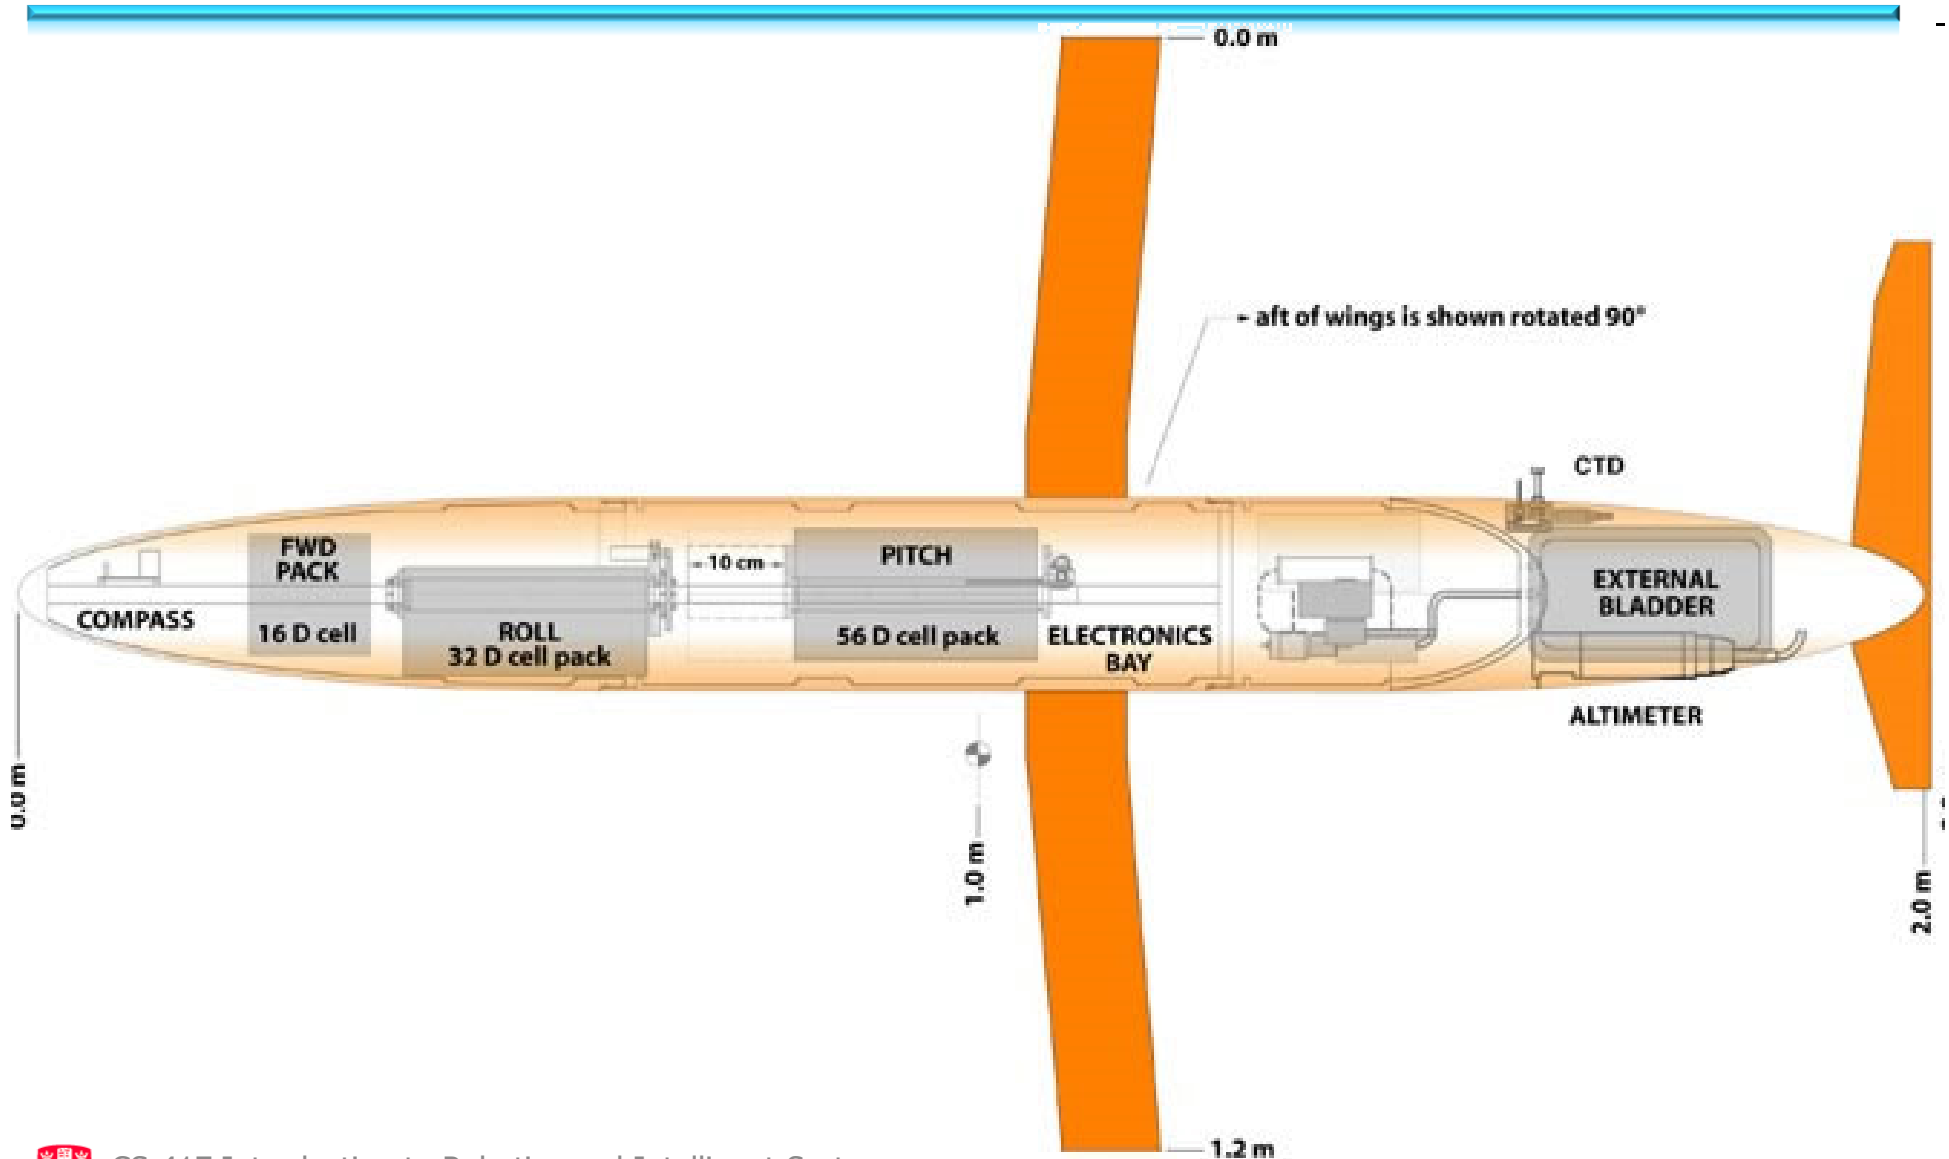 0.0 m
- aft of wings is shown rotated 90°
CTD
FWD
PACK
16 D cell
COMPASS
ROLL
32 D cell pack
10 cm
PITCH
56 D cell pack
ELECTRONICS
BAY
EXTERNAL
BLADDER
ALTIMETER
0.0 m
1.0 m
2.0 m
1.2 m